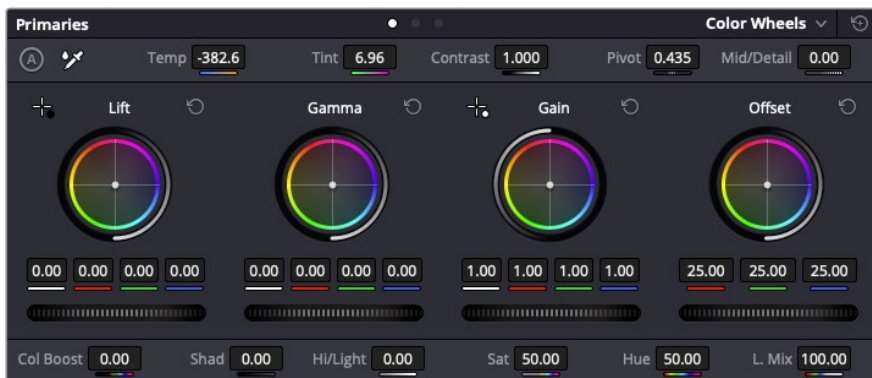 Primaries Color Wheels
A Temp -382.6 Tint 6.96 Contrast 1.000 Pivot 0.435 Mid/Detail 0.00
Lift Gamma Gain Offset
0.00 0.00 0.00 0.00 0.00 0.00 0.00 0.00 1.00 1.00 1.00 1.00 25.00 25.00 25.00
Col Boost 0.00 Shad 0.00 Hi/Light 0.00 Sat 50.00 Hue 50.00 L. Mix 100.00